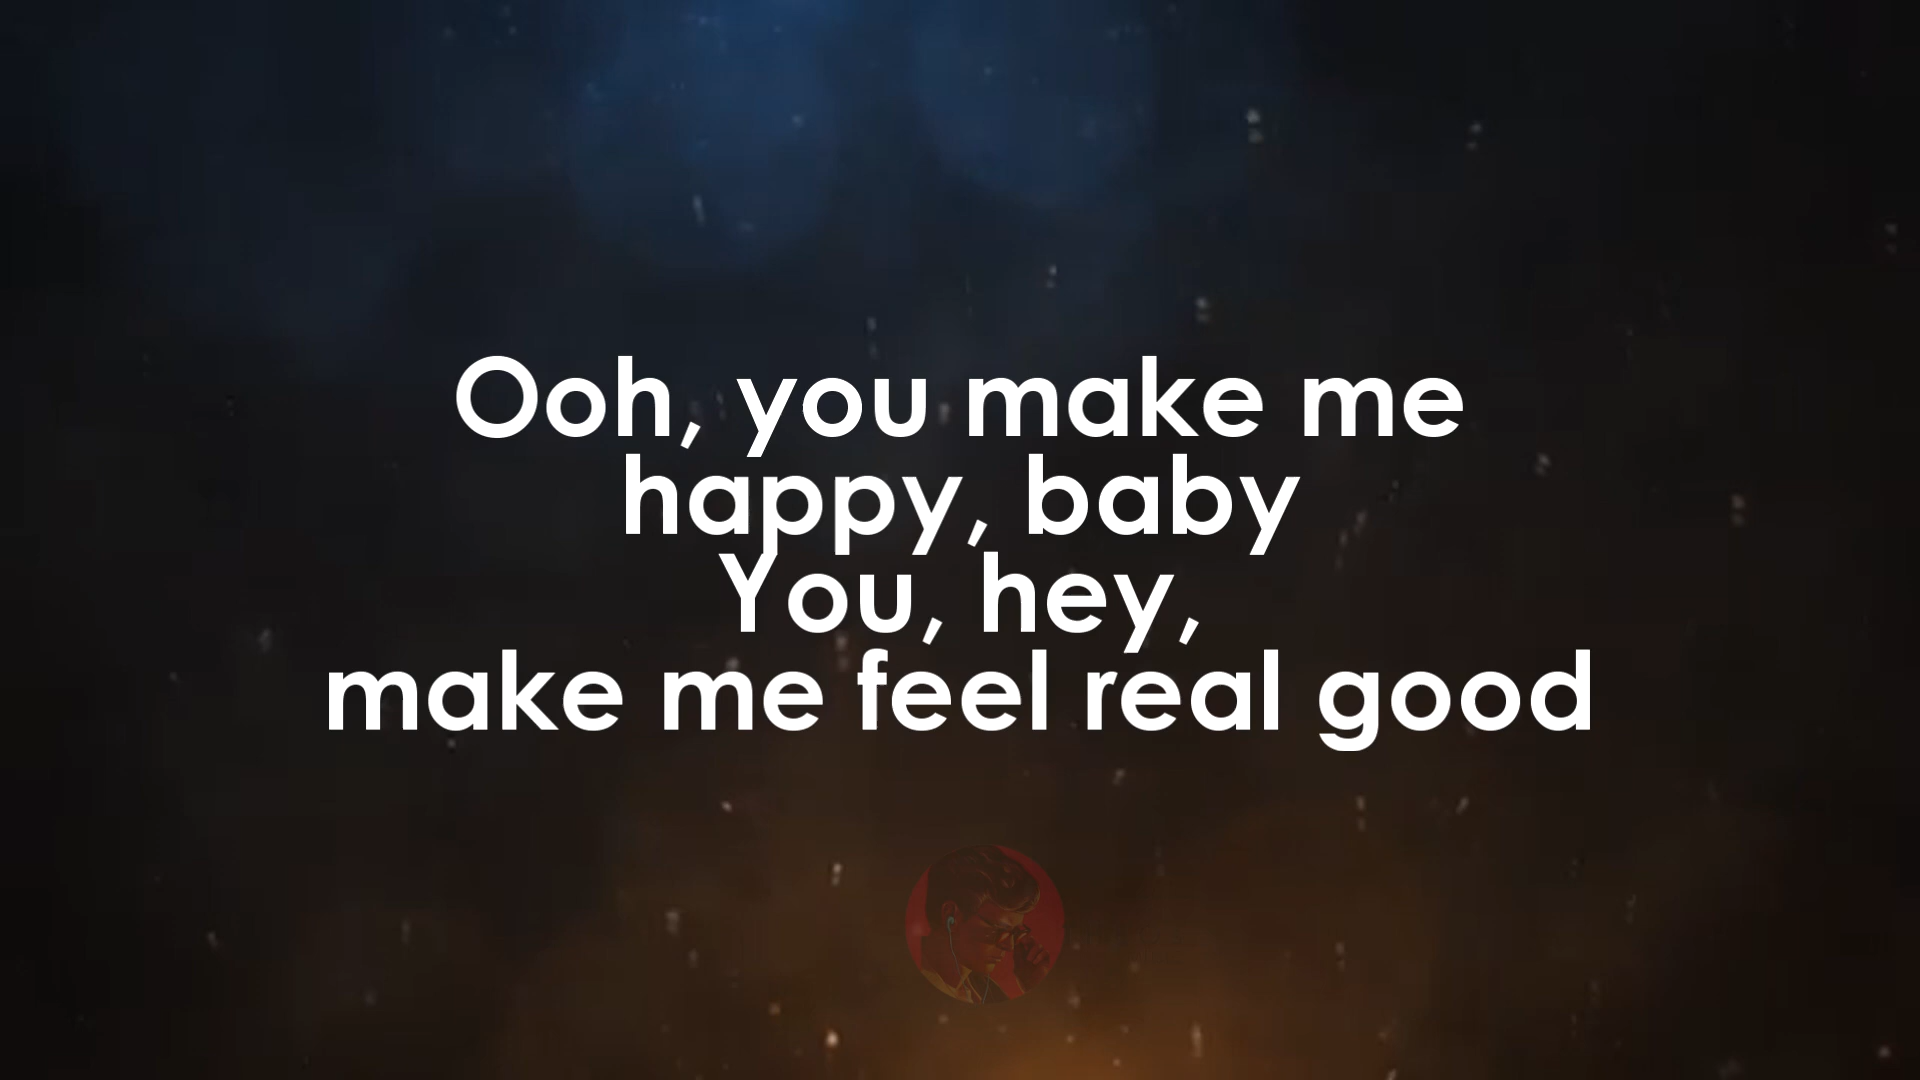 Ooh, you make me
happy, baby
You, hey,
make me feel real good